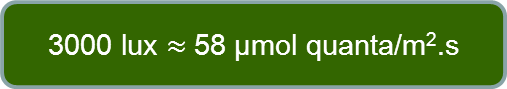 3000 lux ≈ 58 µmol quanta/m².s